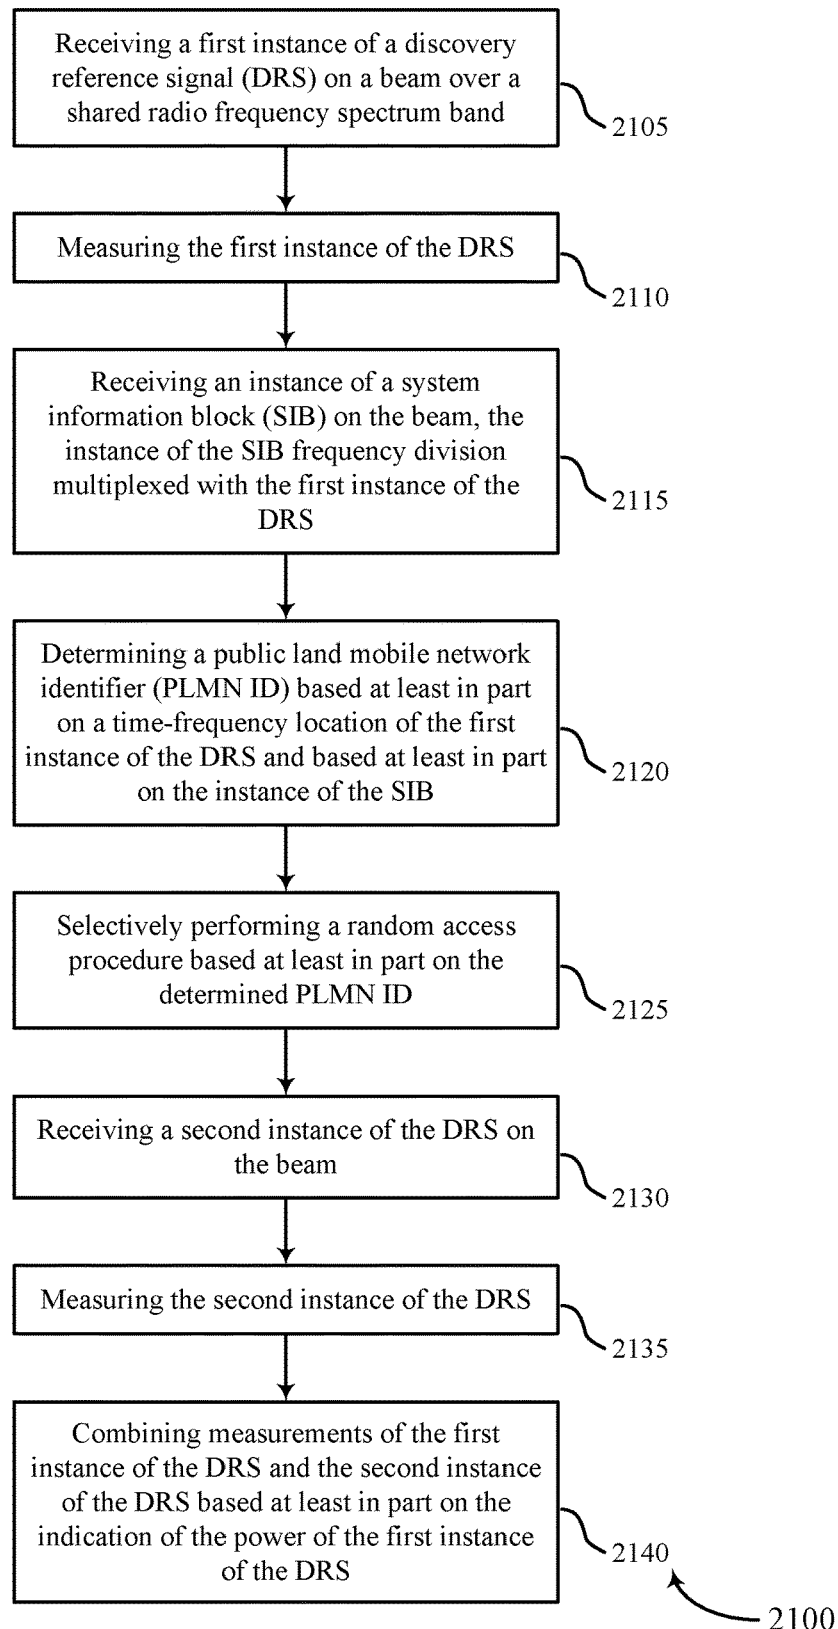 Receiving a first instance of a discovery
reference signal (DRS) on a beam over a
shared radio frequency spectrum band
2105
Measuring the first instance of the DRS
2110
Receiving an instance of a system
information block (SIB) on the beam, the
instance of the SIB frequency division
multiplexed with the first instance of the
DRS
2115
Determining a public land mobile network
identifier (PLMN ID) based at least in part
on a time-frequency location of the first
instance of the DRS and based at least in part
on the instance of the SIB
2120
Selectively performing a random access
procedure based at least in part on the
determined PLMN ID
2125
Receiving a second instance of the DRS on
the beam
2130
Measuring the second instance of the DRS
2135
Combining measurements of the first
instance of the DRS and the second instance
of the DRS based at least in part on the
indication of the power of the first instance
of the DRS
2140
2100